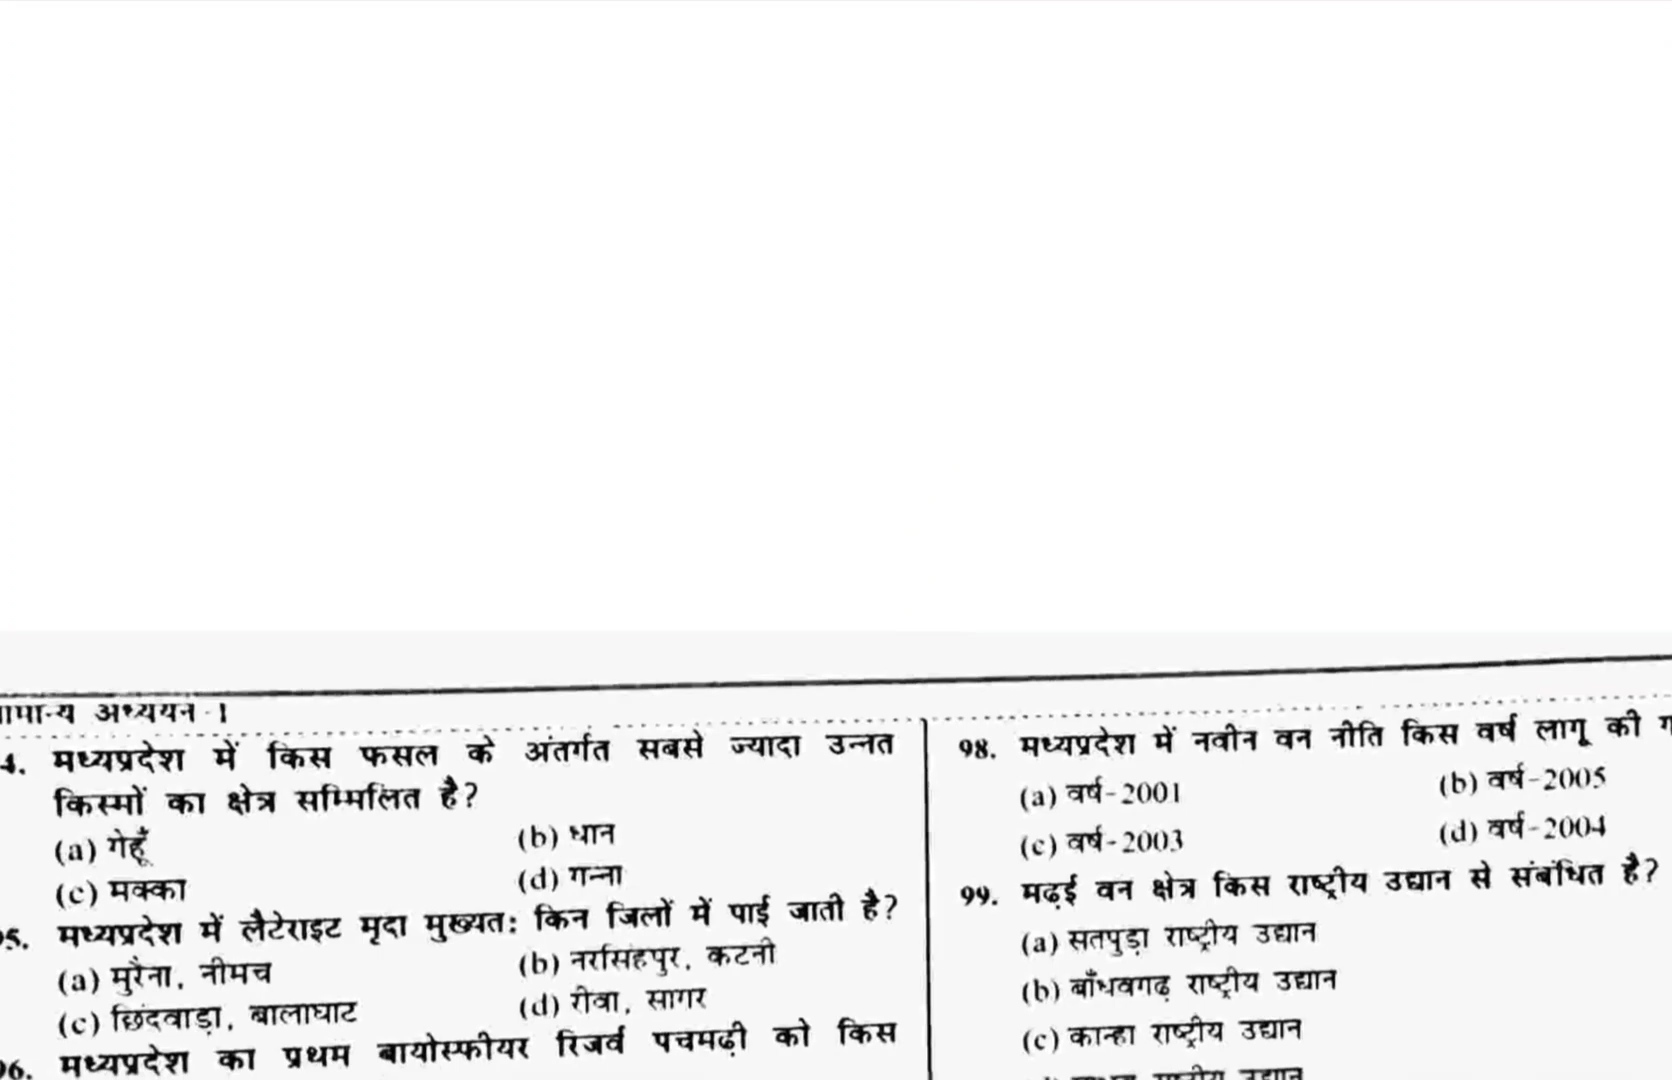 सामान्य अध्ययन-I
4. मध्यप्रदेश में किस फसल के अंतर्गत सबसे ज्यादा उन्नत
किस्मों का क्षेत्र सम्मिलित है?
(a) गेहूँ (b) धान
(c) मक्का (d) गन्ना
5. मध्यप्रदेश में लैटेराइट मृदा मुख्यतः किन जिलों में पाई जाती है?
(a) मुरैना, नीमच (b) नरसिंहपुर, कटनी
(c) छिंदवाड़ा, बालाघाट (d) रीवा, सागर
96. मध्यप्रदेश का प्रथम बायोस्फीयर रिजर्व पचमढ़ी को किस
98. मध्यप्रदेश में नवीन वन नीति किस वर्ष लागू की
(a) वर्ष-2001 (b) वर्ष-2005
(c) वर्ष-2003 (d) वर्ष-2004
99. मढ़ई वन क्षेत्र किस राष्ट्रीय उद्यान से संबंधित है?
(a) सतपुड़ा राष्ट्रीय उद्यान
(b) बाँधवगढ़ राष्ट्रीय उद्यान
(c) कान्हा राष्ट्रीय उद्यान
राष्ट्रीय उद्यान